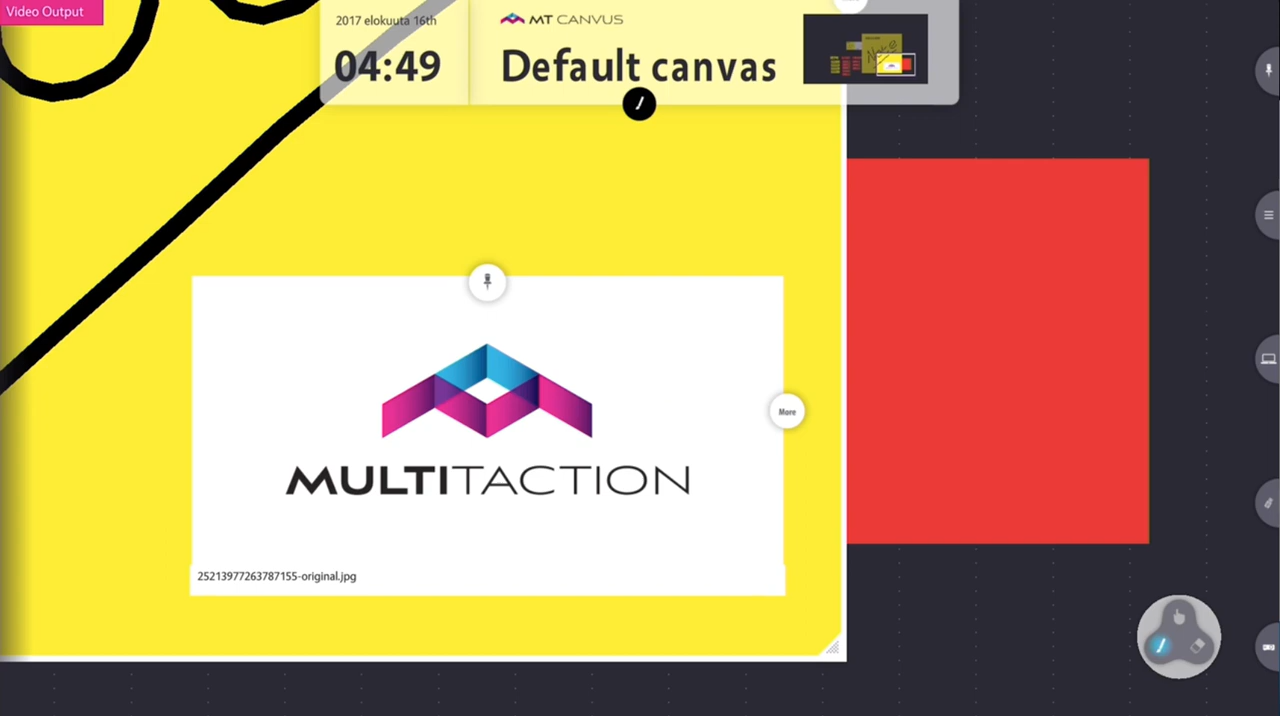 Video Output
2017 elokuuta 16th
04:49
MT CANVUS
Default canvas
More
MULTITACTION
25213977263787155-original.jpg